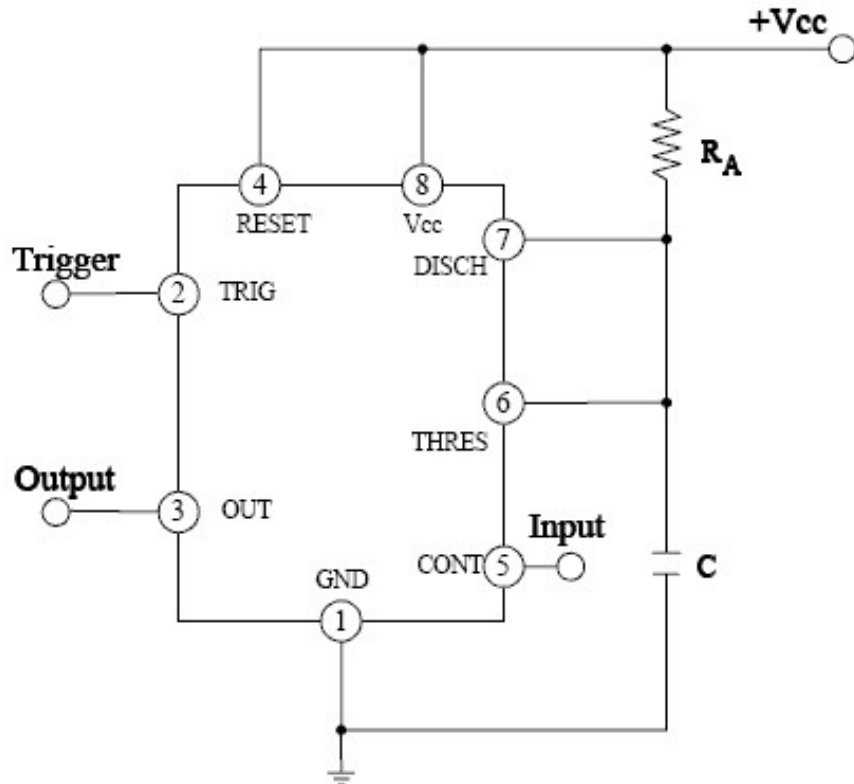 +Vcc
R_A
4
8
RESET
Vcc
7
DISCH
Trigger
2
TRIG
6
THRES
Output
3
OUT
Input
CONT
5
C
GND
1